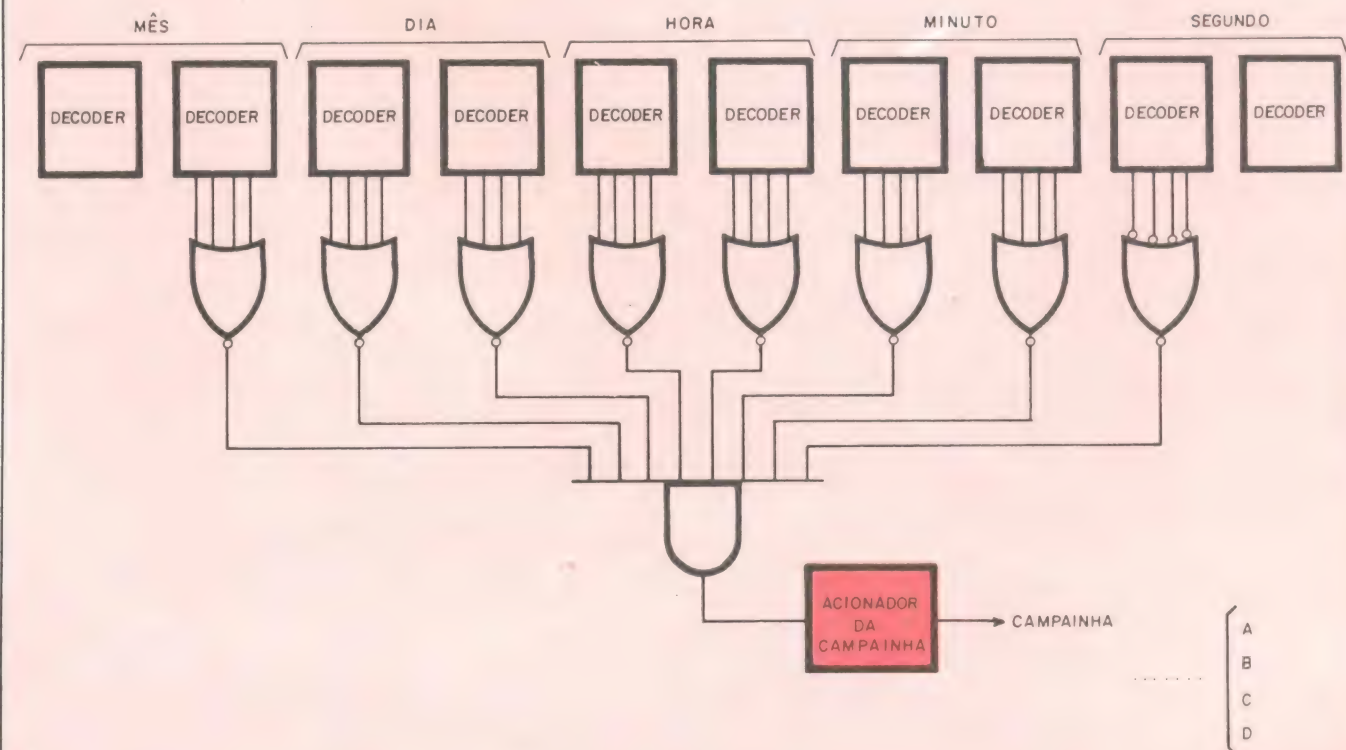 MÊS DIA HORA MINUTO SEGUNDO
DECODER DECODER DECODER DECODER DECODER DECODER DECODER DECODER DECODER DECODER
ACIONADOR
DA
CAMPAINHA
CAMPAINHA
A
B
C
D